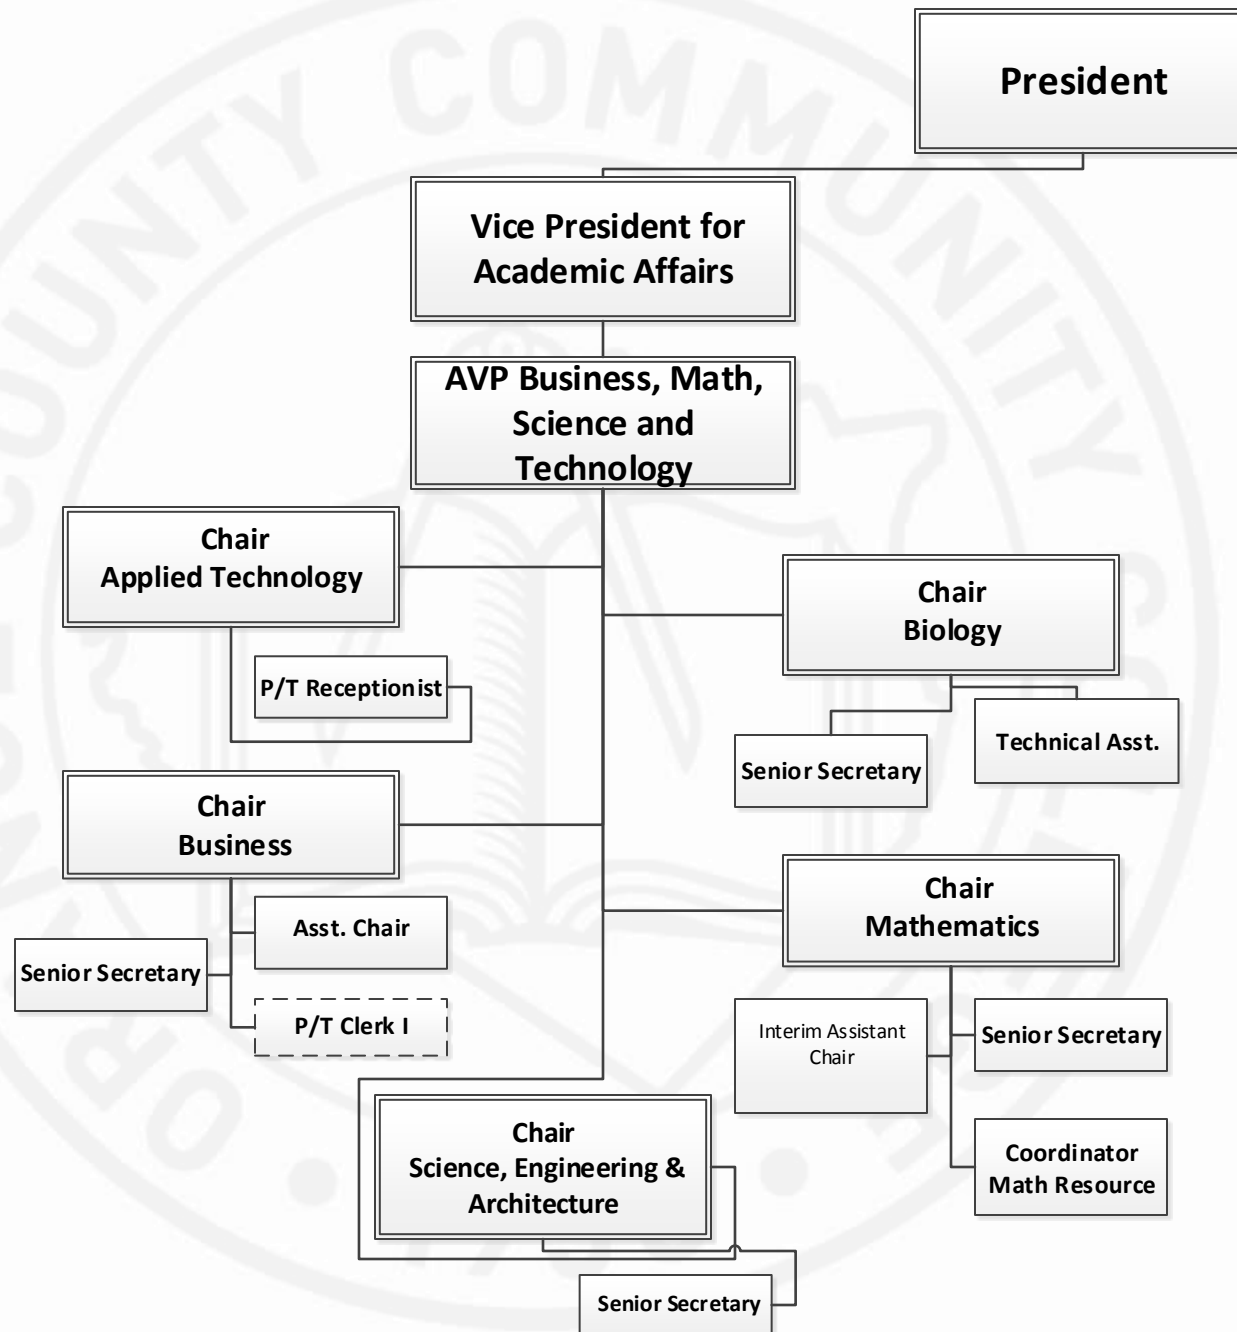 President
Vice President for
Academic Affairs
AVP Business, Math,
Science and
Technology
Chair
Applied Technology
P/T Receptionist
Chair
Biology
Senior Secretary
Technical Asst.
Chair
Business
Asst. Chair
Senior Secretary
P/T Clerk I
Chair
Mathematics
Interim Assistant
Chair
Senior Secretary
Coordinator
Math Resource
Chair
Science, Engineering &
Architecture
Senior Secretary
COUNTY COMMUNITY